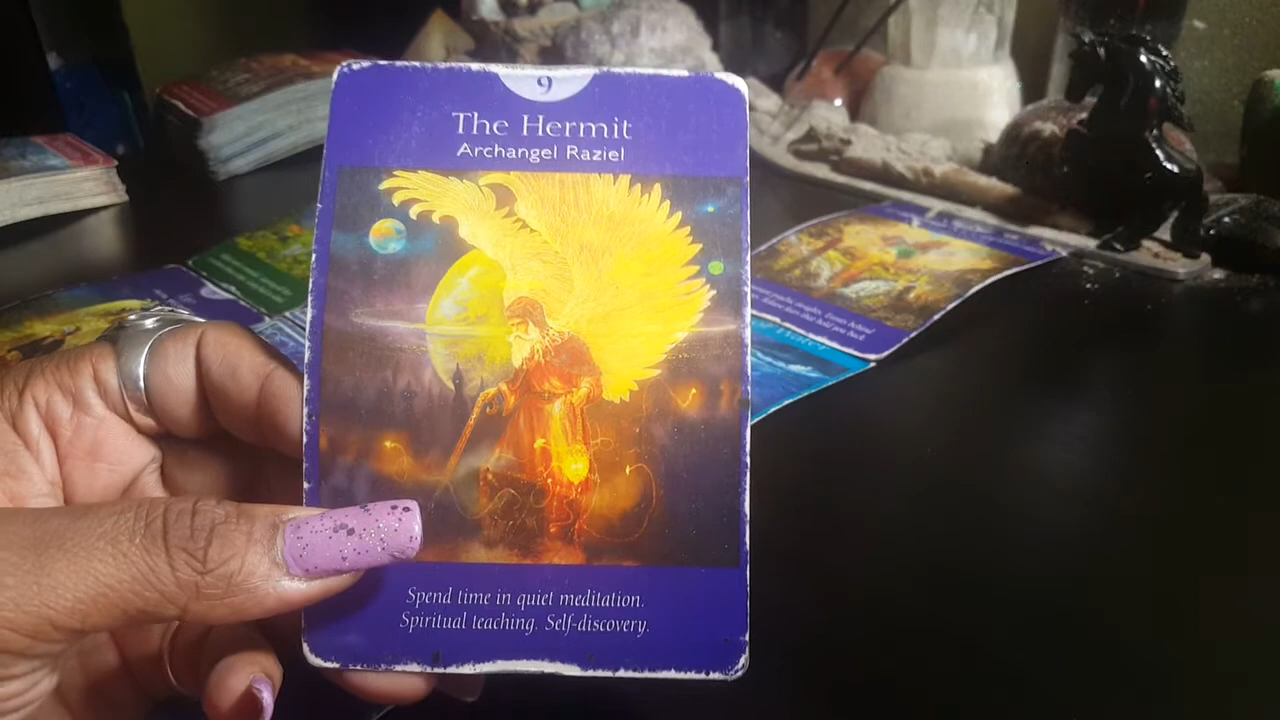 9
The Hermit
Archangel Raziel
Spend time in quiet meditation.
Spiritual teaching. Self-discovery.